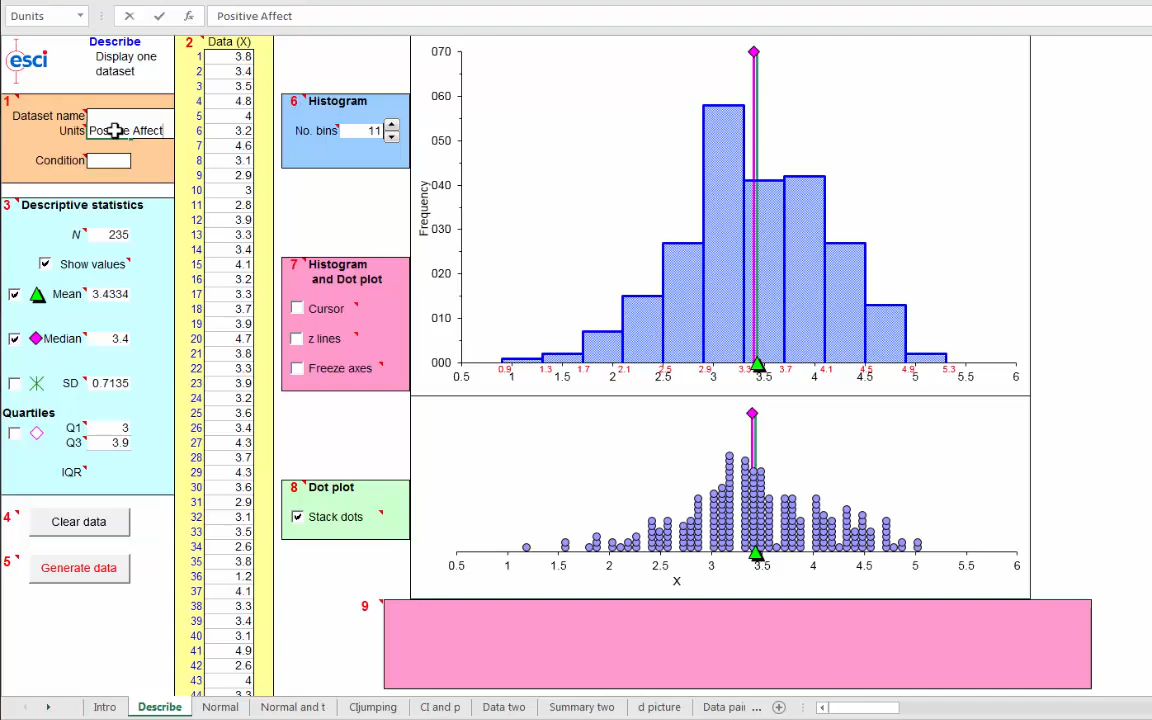 Dunits
fx
Positive Affect
esci
Describe
Display one
dataset
1
Dataset name
Units
Affect
Condition
3
Descriptive statistics
N
235
Show values
Mean
3.4334
Median
3.4
SD
0.7135
Quartiles
Q1
3
Q3
3.9
IQR
4
Clear data
5
Generate data
2
Data (X)
1 3.8
2 3.4
3 3.5
4 4.8
5 4
6 3.2
7 4.6
8 3.1
9 2.9
10 3
11 2.8
12 3.9
13 3.3
14 3.4
15 4.1
16 3.2
17 3.3
18 3.7
19 3.9
20 4.7
21 3.8
22 3.3
23 3.9
24 3.2
25 3.6
26 3.4
27 4.3
28 3.7
29 4.3
30 3.6
31 2.9
32 3.1
33 3.5
34 2.6
35 3.8
36 1.2
37 4.1
38 3.3
39 3.4
40 3.1
41 4.9
42 2.6
43 4
44 3.3
6
Histogram
No. bins
11
7
Histogram
and Dot plot
Cursor
z lines
Freeze axes
8
Dot plot
Stack dots
Frequency
070
060
050
040
030
020
010
000
0.9 1.3 1.7 2.1 2.5 2.9 3.3 3.7 4.1 4.5 4.9 5.3
0.5 1 1.5 2 2.5 3 3.5 4 4.5 5 5.5 6
0.5 1 1.5 2 2.5 3 3.5 4 4.5 5 5.5 6
X
9
Intro
Describe
Normal
Normal and t
CIjumping
CI and p
Data two
Summary two
d picture
Data pai ...